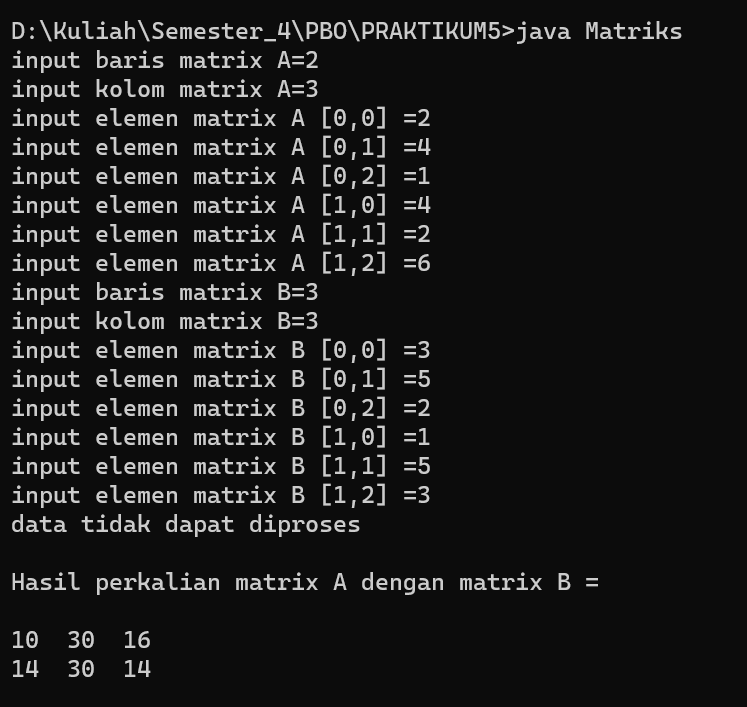 D:\Kuliah\Semester_4\PBO\PRAKTIKUM5>java Matriks
input baris matrix A=2
input kolom matrix A=3
input elemen matrix A [0,0] =2
input elemen matrix A [0,1] =4
input elemen matrix A [0,2] =1
input elemen matrix A [1,0] =4
input elemen matrix A [1,1] =2
input elemen matrix A [1,2] =6
input baris matrix B=3
input kolom matrix B=3
input elemen matrix B [0,0] =3
input elemen matrix B [0,1] =5
input elemen matrix B [0,2] =2
input elemen matrix B [1,0] =1
input elemen matrix B [1,1] =5
input elemen matrix B [1,2] =3
data tidak dapat diproses
Hasil perkalian matrix A dengan matrix B =
10  30  16
14  30  14